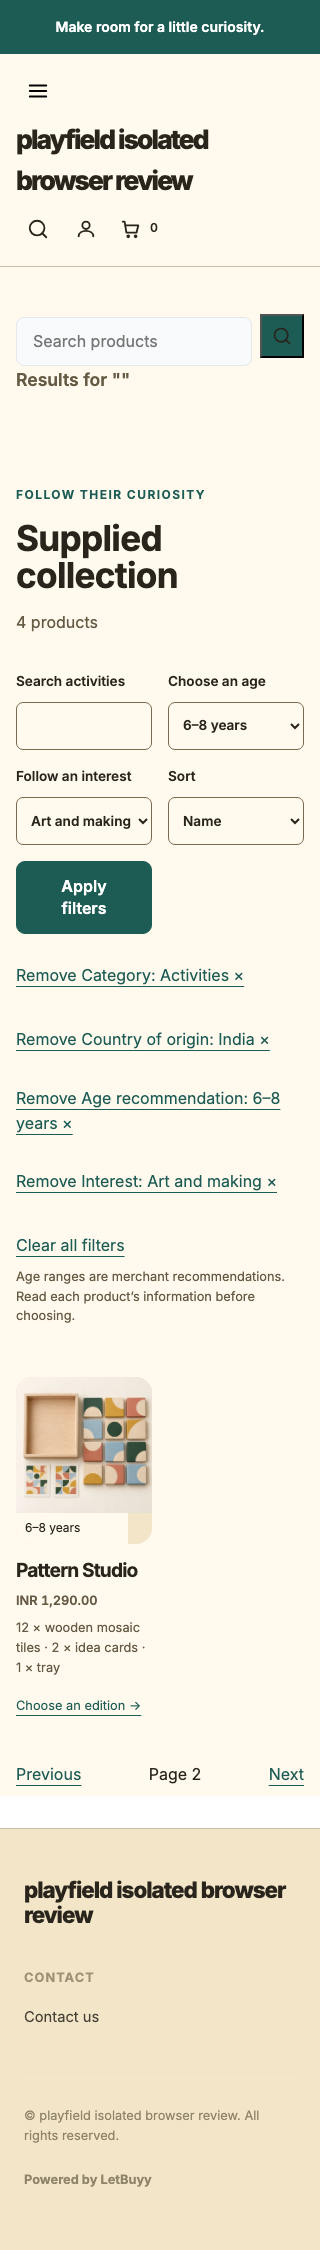 Make room for a little curiosity.
playfield isolated
browser review
0
Search products
Results for ""
FOLLOW THEIR CURIOSITY
Supplied
collection
4 products
Search activities
Choose an age
6–8 years
Follow an interest
Sort
Art and making
Name
Apply
filters
Remove Category: Activities ×
Remove Country of origin: India ×
Remove Age recommendation: 6–8
years ×
Remove Interest: Art and making ×
Clear all filters
Age ranges are merchant recommendations.
Read each product’s information before
choosing.
6–8 years
Pattern Studio
INR 1,290.00
12 × wooden mosaic
tiles · 2 × idea cards ·
1 × tray
Choose an edition →
Previous
Page 2
Next
playfield isolated browser
review
CONTACT
Contact us
© playfield isolated browser review. All
rights reserved.
Powered by LetBuyy